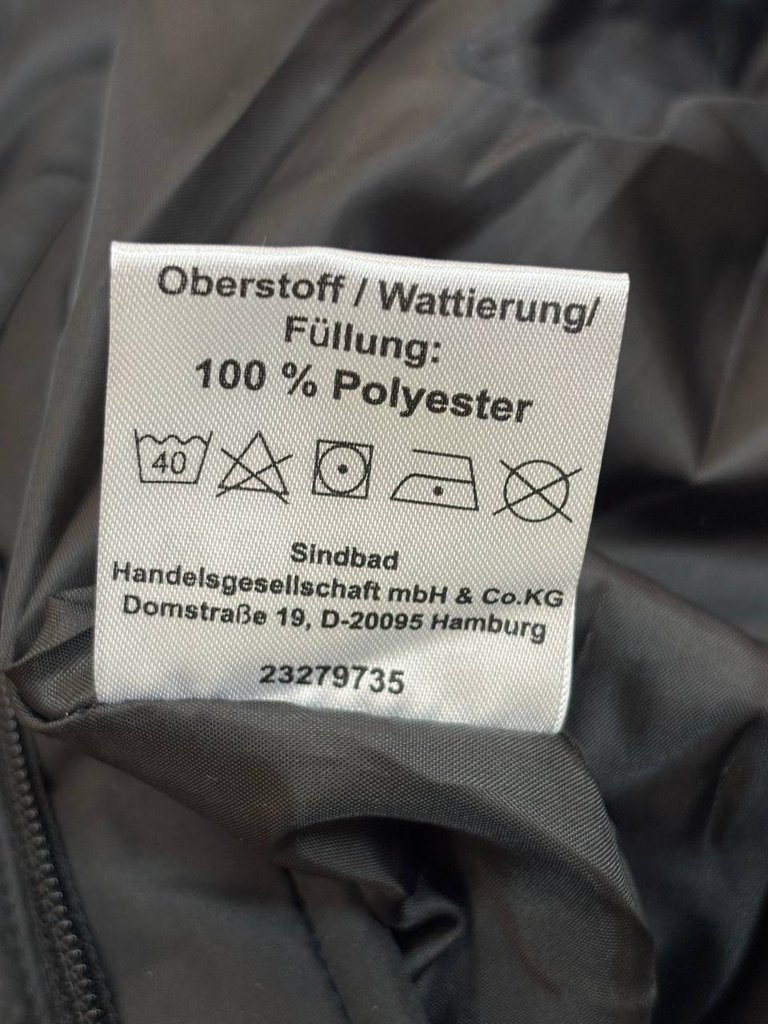 Oberstoff / Wattierung/
Füllung:
100 % Polyester
40
Sindbad
Handelsgesellschaft mbH & Co.KG
Domstraße 19, D-20095 Hamburg
23279735